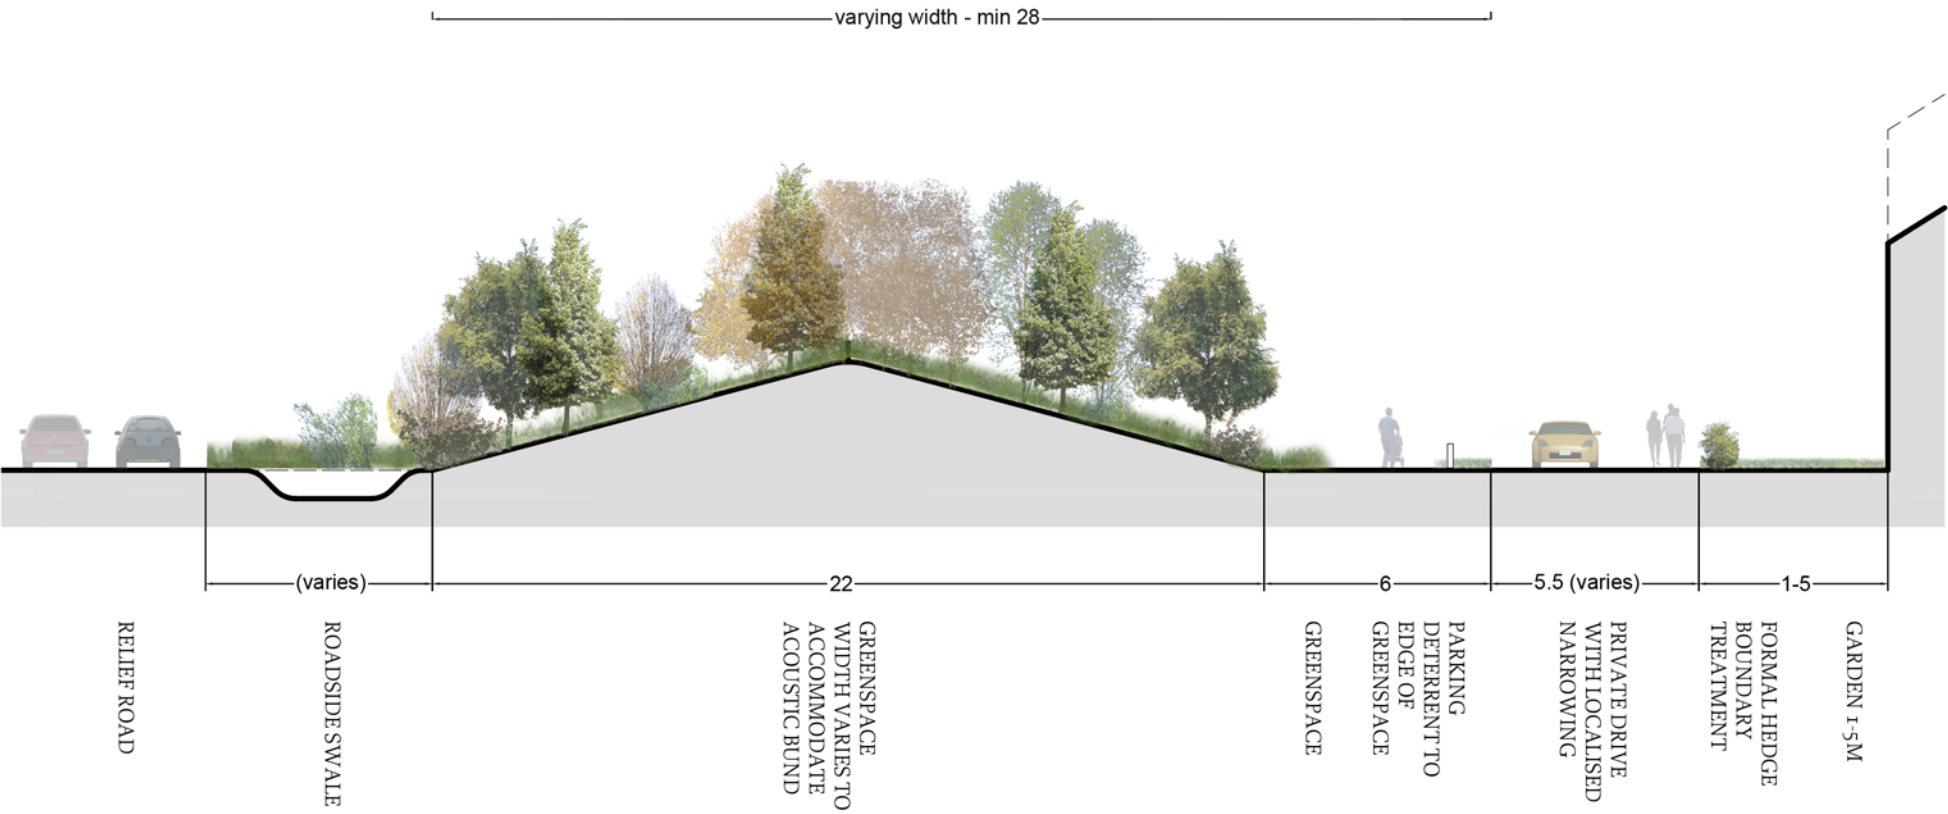 varying width - min 28
(varies)
22
6
5.5 (varies)
1-5
RELIEF ROAD
ROADSIDE SWALE
GREENSPACE
WIDTH VARIES TO
ACCOMMODATE
ACOUSTIC BUND
GREENSPACE
PARKING
DETERRENT TO
EDGE OF
GREENSPACE
PRIVATE DRIVE
WITH LOCALISED
NARROWING
FORMAL HEDGE
BOUNDARY
TREATMENT
GARDEN 1-5M